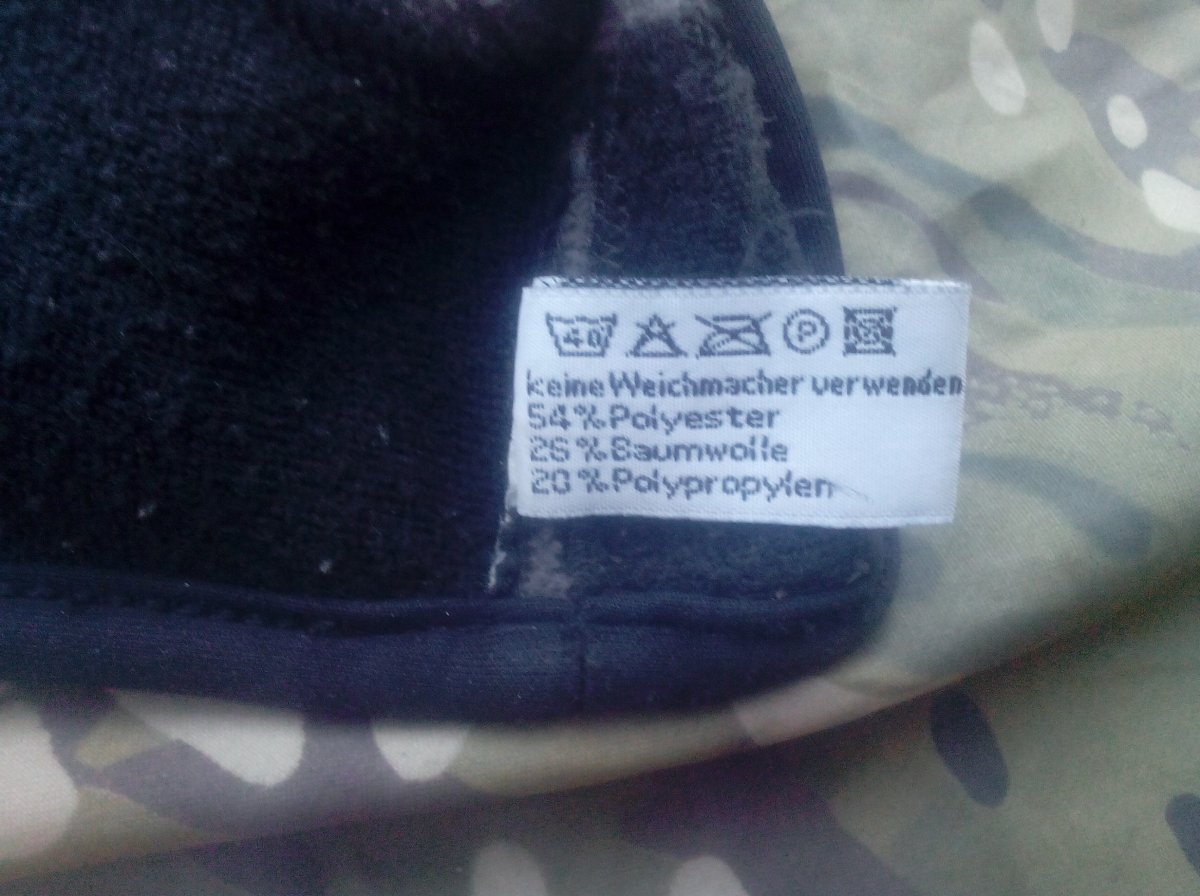 40 P
keine Weichmacher verwenden
54% Polyester
26% Baumwolle
20% Polypropylen